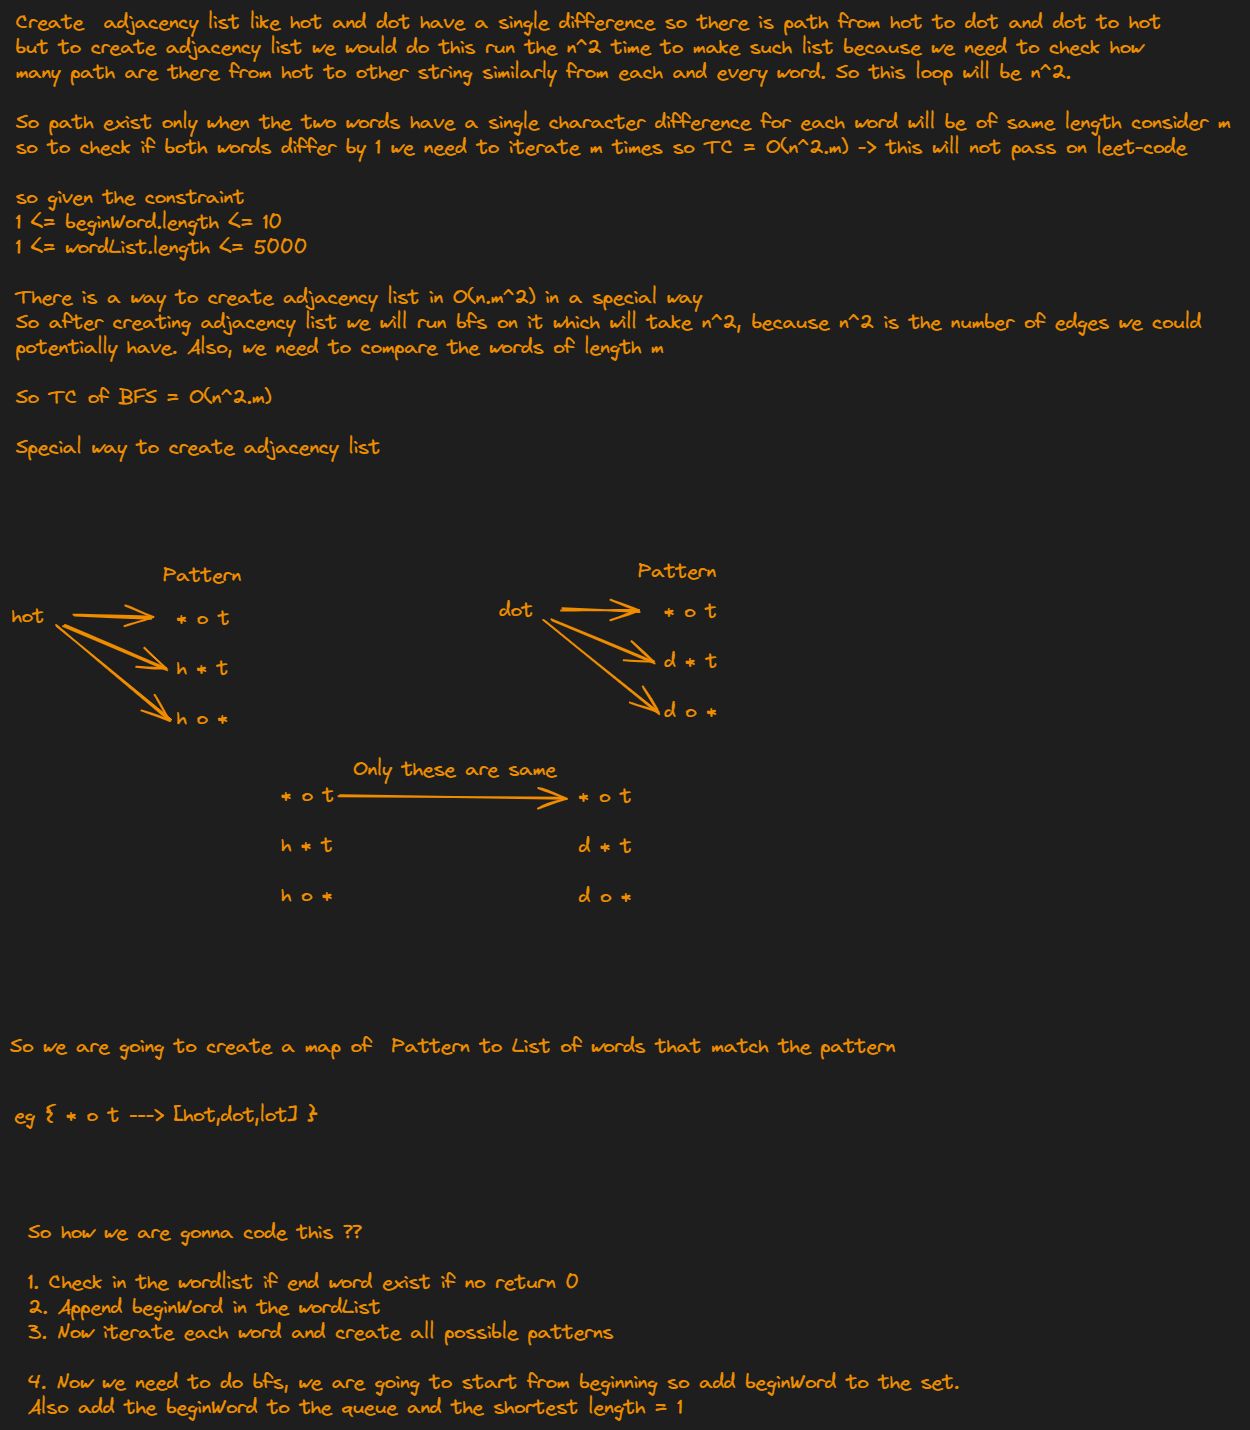 Create adjacency list like hot and dot have a single difference so there is path from hot to dot and dot to hot
but to create adjacency list we would do this run the n^2 time to make such list because we need to check how
many path are there from hot to other string similarly from each and every word. So this loop will be n^2.
So path exist only when the two words have a single character difference for each word will be of same length consider m
so to check if both words differ by 1 we need to iterate m times so TC = O(n^2.m) -> this will not pass on leet-code
so given the constraint
1 <= beginWord.length <= 10
1 <= wordList.length <= 5000
There is a way to create adjacency list in O(n.m^2) in a special way
So after creating adjacency list we will run bfs on it which will take n^2, because n^2 is the number of edges we could
potentially have. Also, we need to compare the words of length m
So TC of BFS = O(n^2.m)
Special way to create adjacency list
Pattern
hot
* o t
h * t
h o *
Pattern
dot
* o t
d * t
d o *
Only these are same
* o t
* o t
h * t
d * t
h o *
d o *
So we are going to create a map of Pattern to List of words that match the pattern
eg { * o t ---> [hot,dot,lot] }
So how we are gonna code this ??
1. Check in the wordlist if end word exist if no return 0
2. Append beginWord in the wordList
3. Now iterate each word and create all possible patterns
4. Now we need to do bfs, we are going to start from beginning so add beginWord to the set.
Also add the beginWord to the queue and the shortest length = 1